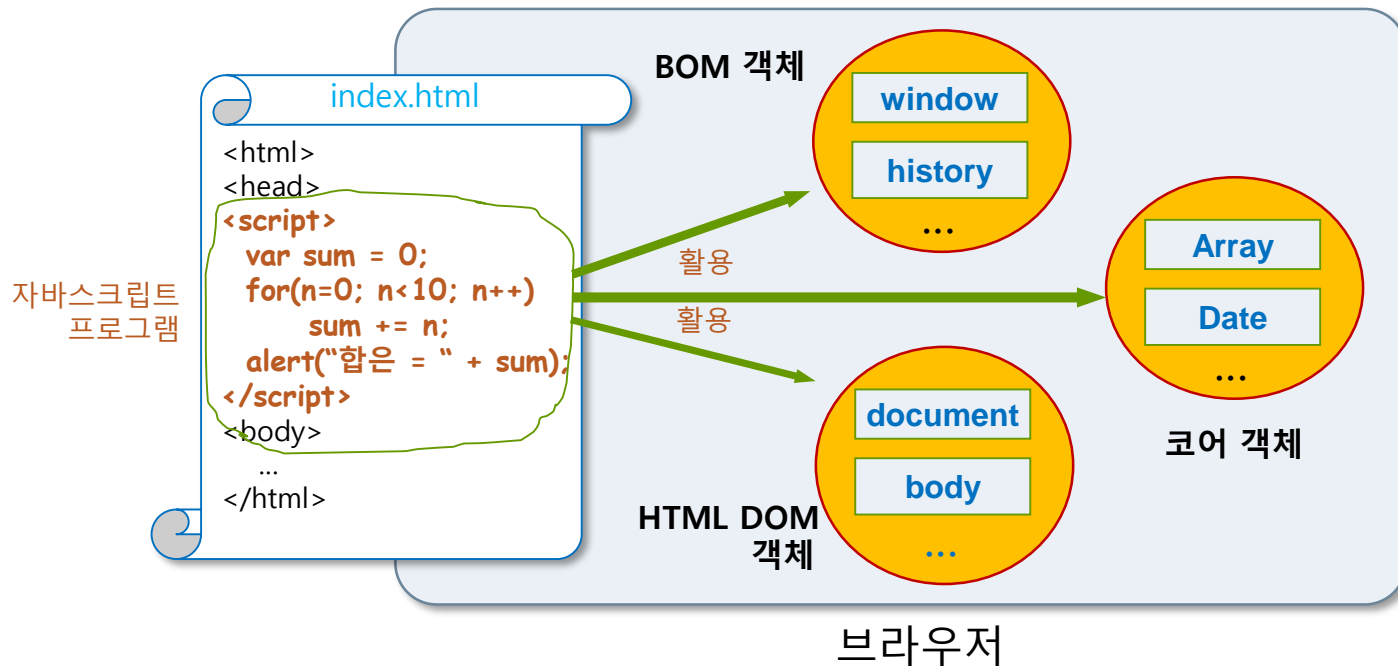 index.html
<html>
<head>
<script>
var sum = 0;
for(n=0; n<10; n++)
sum += n;
alert(“합은 = “ + sum);
</script>
<body>
...
</html>
자바스크립트
프로그램
활용
활용
BOM 객체
window
history
...
Array
Date
...
코어 객체
document
body
...
HTML DOM
객체
브라우저